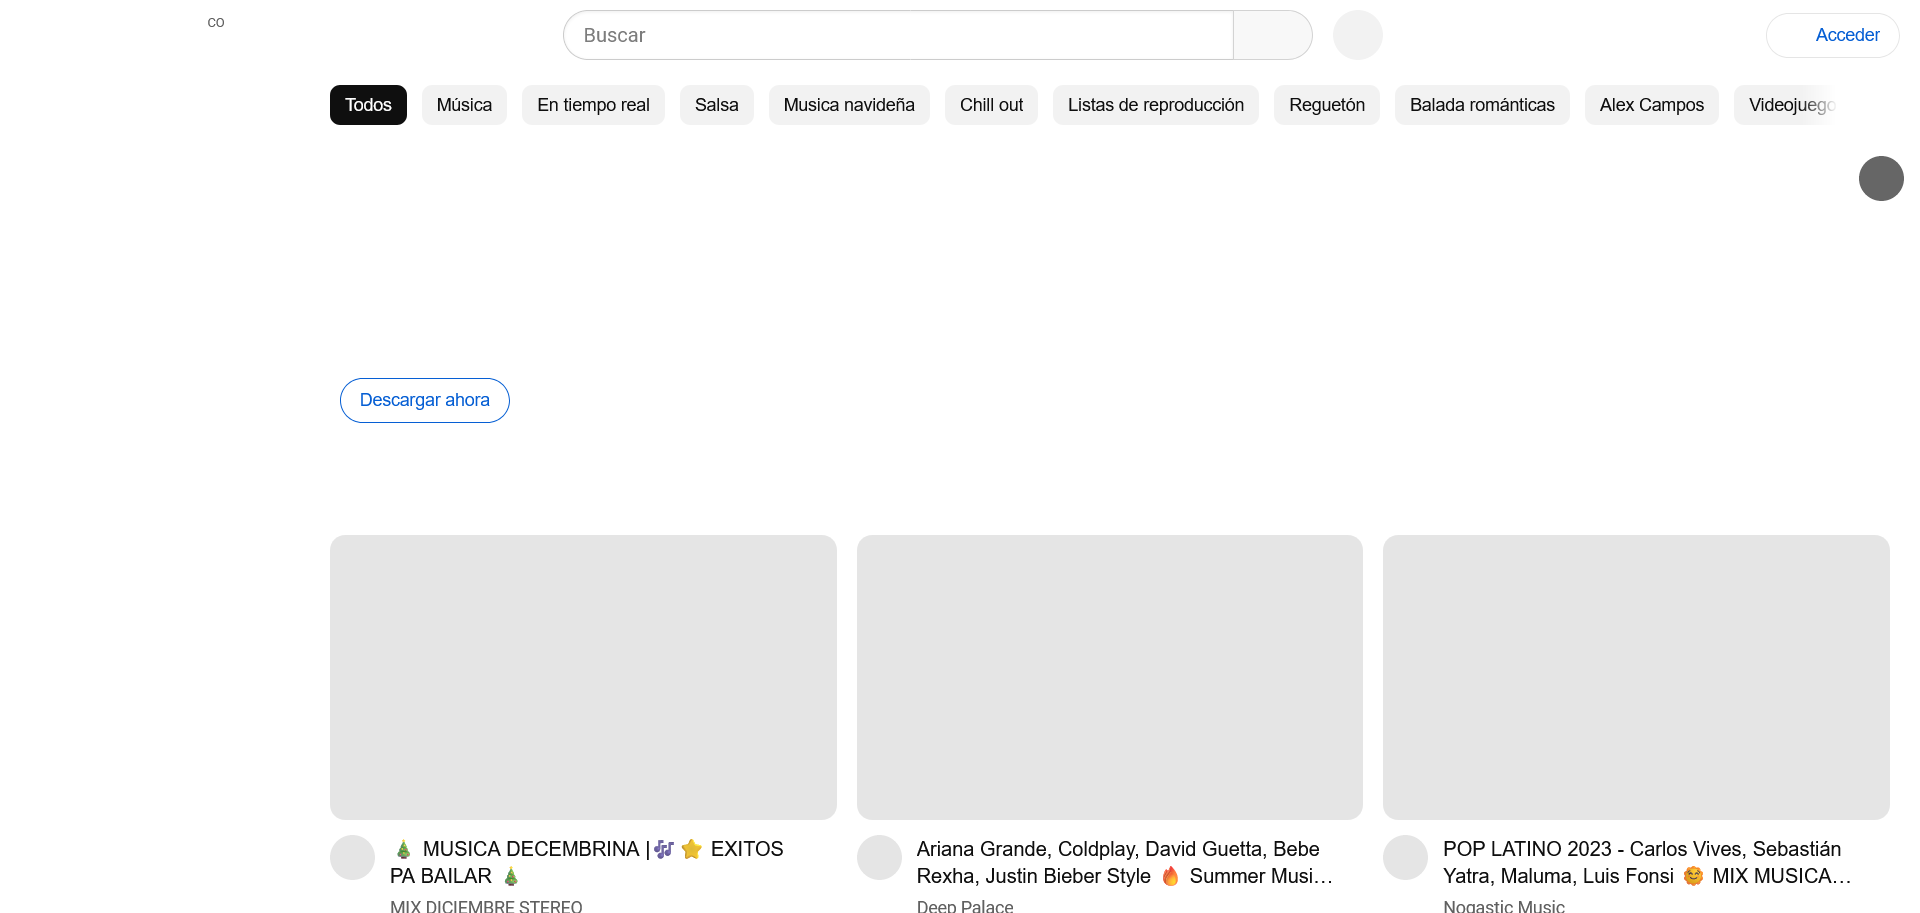 CO
Buscar
Acceder
Todos
Música
En tiempo real
Salsa
Musica navideña
Chill out
Listas de reproducción
Reguetón
Balada románticas
Alex Campos
Videojuego
Descargar ahora
🎄 MUSICA DECEMBRINA |🎶 ⭐ EXITOS
PA BAILAR 🎄
MIX DICIEMBRE STEREO
Ariana Grande, Coldplay, David Guetta, Bebe
Rexha, Justin Bieber Style 🔥 Summer Musi…
Deep Palace
POP LATINO 2023 - Carlos Vives, Sebastián
Yatra, Maluma, Luis Fonsi 🌞 MIX MUSICA…
Nogastic Music